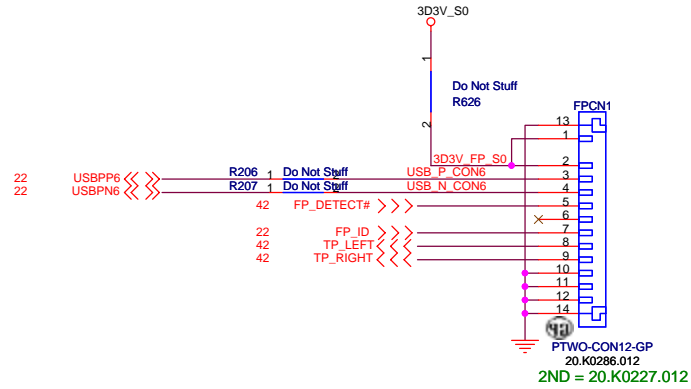 3D3V_S0
1
Do Not Stuff
R626
2
FPCN1
13
1
3D3V_FP_S0
2
22 USBPP6 R206 1 Do Not Stuff 2 USB_P_CON6 3
22 USBPN6 R207 1 Do Not Stuff 2 USB_N_CON6 4
42 FP_DETECT# 5
6
22 FP_ID 7
42 TP_LEFT 8
42 TP_RIGHT 9
10
11
12
14
PTWO-CON12-GP
20.K0286.012
2ND = 20.K0227.012